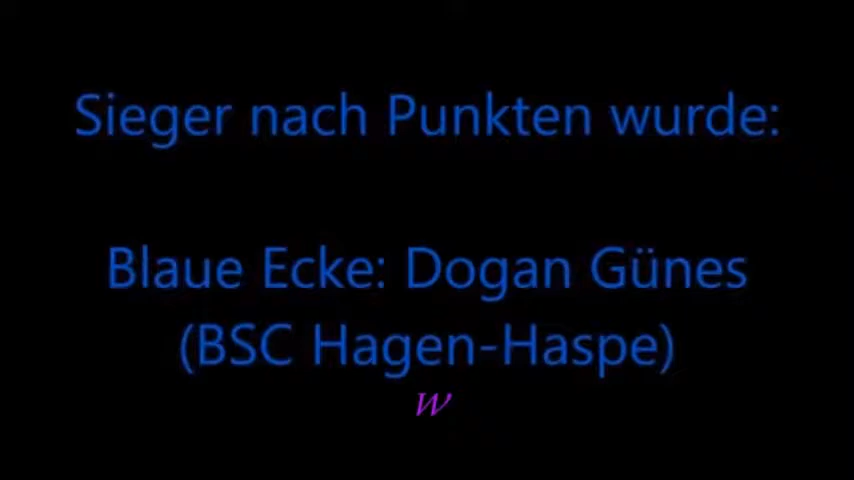 Sieger nach Punkten wurde:
Blaue Ecke: Dogan Günes
(BSC Hagen-Haspe)
W